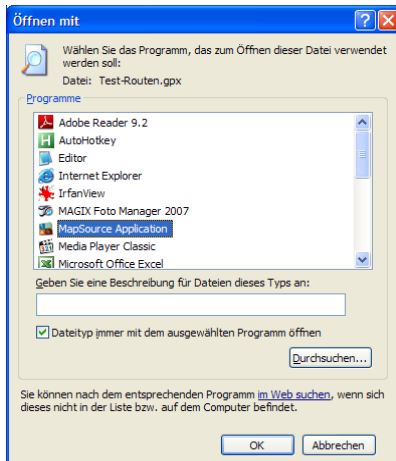 Öffnen mit
Wählen Sie das Programm, das zum Öffnen dieser Datei verwendet
werden soll:
Datei: Test-Routen.gpx
Programme
Adobe Reader 9.2
AutoHotkey
Editor
Internet Explorer
IrfanView
MAGIX Foto Manager 2007
MapSource Application
Media Player Classic
Microsoft Office Excel
Geben Sie eine Beschreibung für Dateien dieses Typs an:
Dateityp immer mit dem ausgewählten Programm öffnen
Durchsuchen...
Sie können nach dem entsprechenden Programm im Web suchen, wenn sich
dieses nicht in der Liste bzw. auf dem Computer befindet.
OK Abbrechen